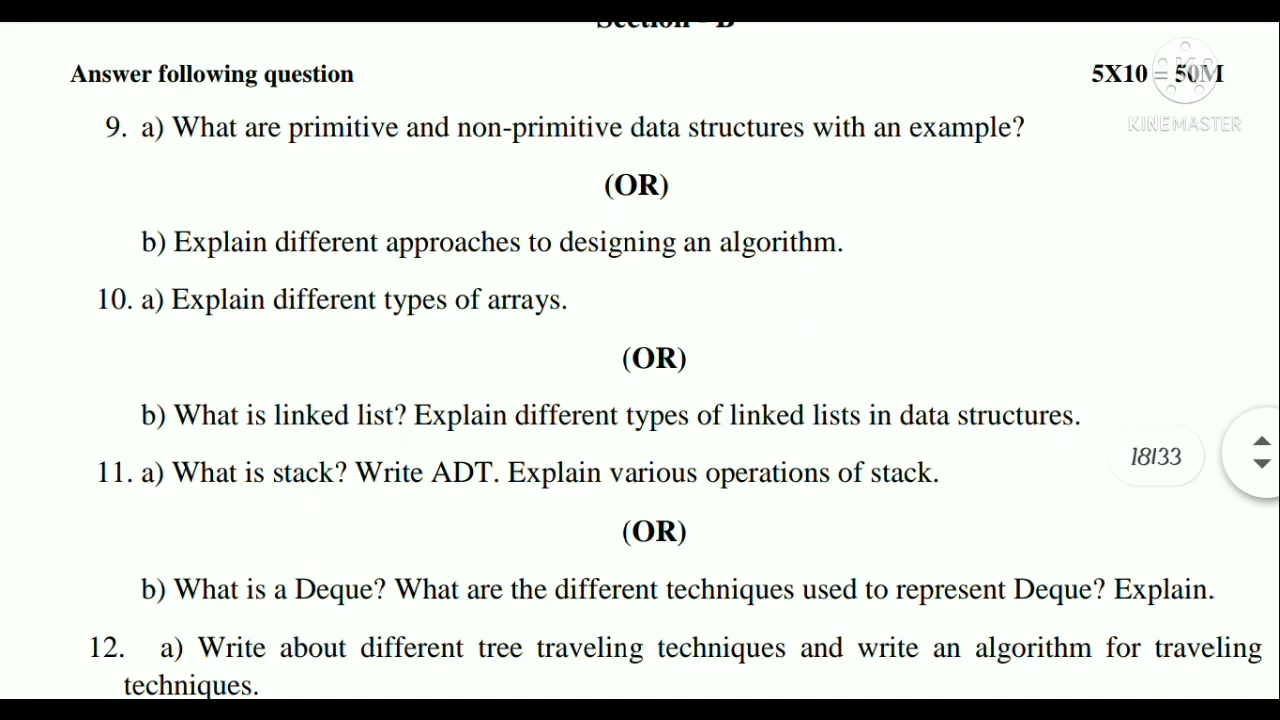 Section - B
Answer following question 5X10 = 50M
KINEMASTER
9. a) What are primitive and non-primitive data structures with an example?
(OR)
b) Explain different approaches to designing an algorithm.
10. a) Explain different types of arrays.
(OR)
b) What is linked list? Explain different types of linked lists in data structures.
18/33
11. a) What is stack? Write ADT. Explain various operations of stack.
(OR)
b) What is a Deque? What are the different techniques used to represent Deque? Explain.
12. a) Write about different tree traveling techniques and write an algorithm for traveling
techniques.